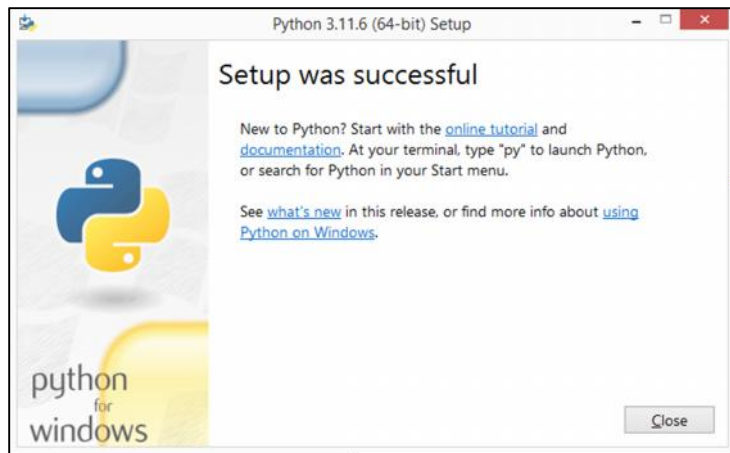 Python 3.11.6 (64-bit) Setup
Setup was successful
New to Python? Start with the online tutorial and
documentation. At your terminal, type "py" to launch Python,
or search for Python in your Start menu.
See what's new in this release, or find more info about using
Python on Windows.
python
for
windows
Close